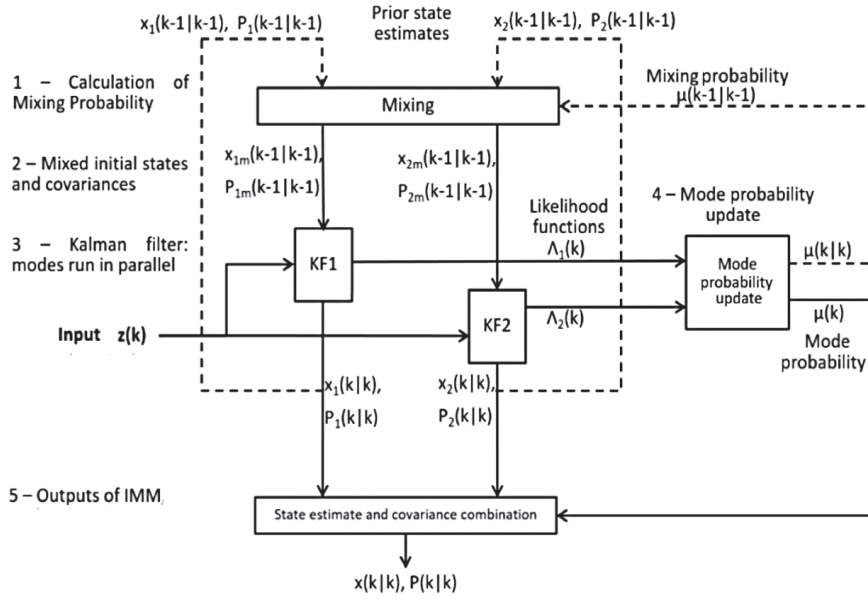 x₁(k-1|k-1), P₁(k-1|k-1)
Prior state
estimates
x₂(k-1|k-1), P₂(k-1|k-1)
1 – Calculation of
Mixing Probability
Mixing
Mixing probability
μ(k-1|k-1)
2 – Mixed initial states
and covariances
x₁ₘ(k-1|k-1),
P₁ₘ(k-1|k-1)
x₂ₘ(k-1|k-1),
P₂ₘ(k-1|k-1)
3 – Kalman filter:
modes run in parallel
KF1
Likelihood
functions
Λ₁(k)
4 – Mode probability
update
Mode
probability
update
μ(k|k)
μ(k)
Mode
probability
Input z(k)
KF2
Λ₂(k)
x₁(k|k),
P₁(k|k)
x₂(k|k),
P₂(k|k)
5 – Outputs of IMM
State estimate and covariance combination
x(k|k), P(k|k)